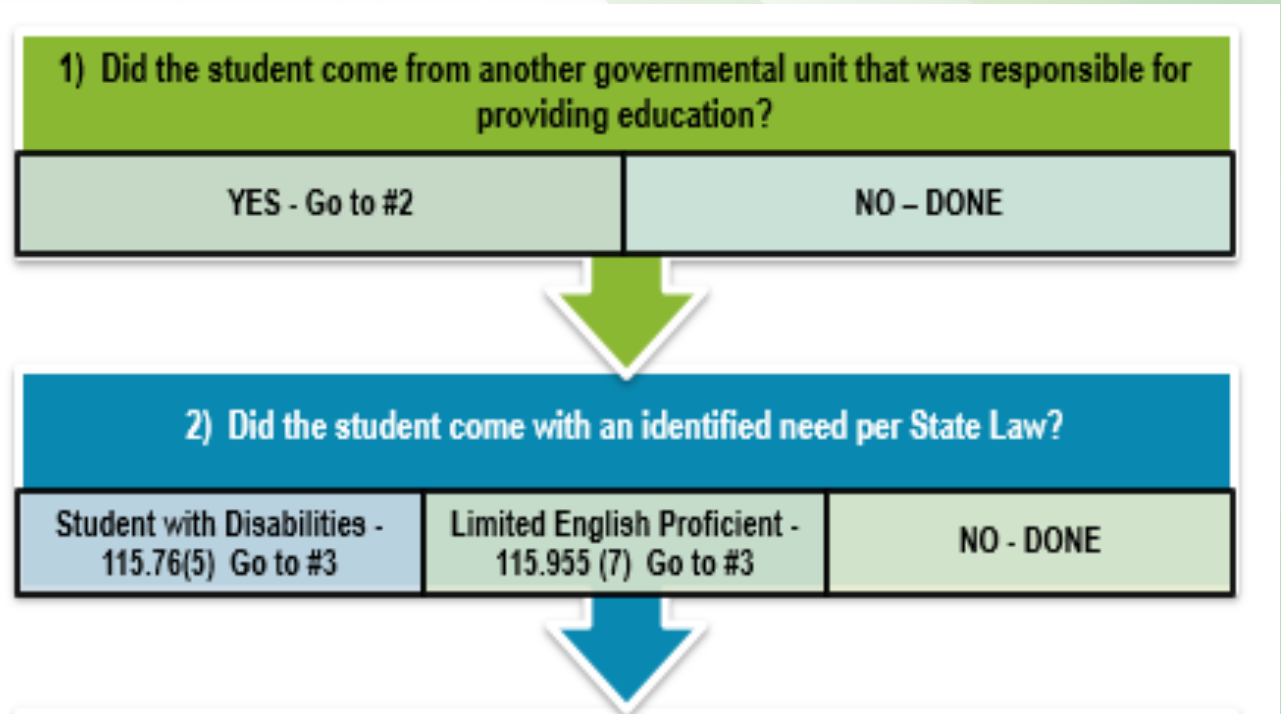 1) Did the student come from another governmental unit that was responsible for
providing education?
YES - Go to #2
NO – DONE
2) Did the student come with an identified need per State Law?
Student with Disabilities -
115.76(5) Go to #3
Limited English Proficient -
115.955 (7) Go to #3
NO - DONE